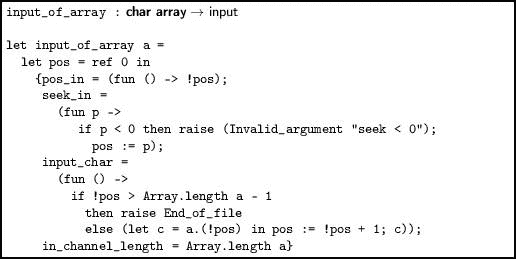 input_of_array : char array → input
let input_of_array a =
  let pos = ref 0 in
    {pos_in = (fun () -> !pos);
     seek_in =
       (fun p ->
          if p < 0 then raise (Invalid_argument "seek < 0");
            pos := p);
     input_char =
       (fun () ->
         if !pos > Array.length a - 1
           then raise End_of_file
           else (let c = a.(!pos) in pos := !pos + 1; c));
     in_channel_length = Array.length a}